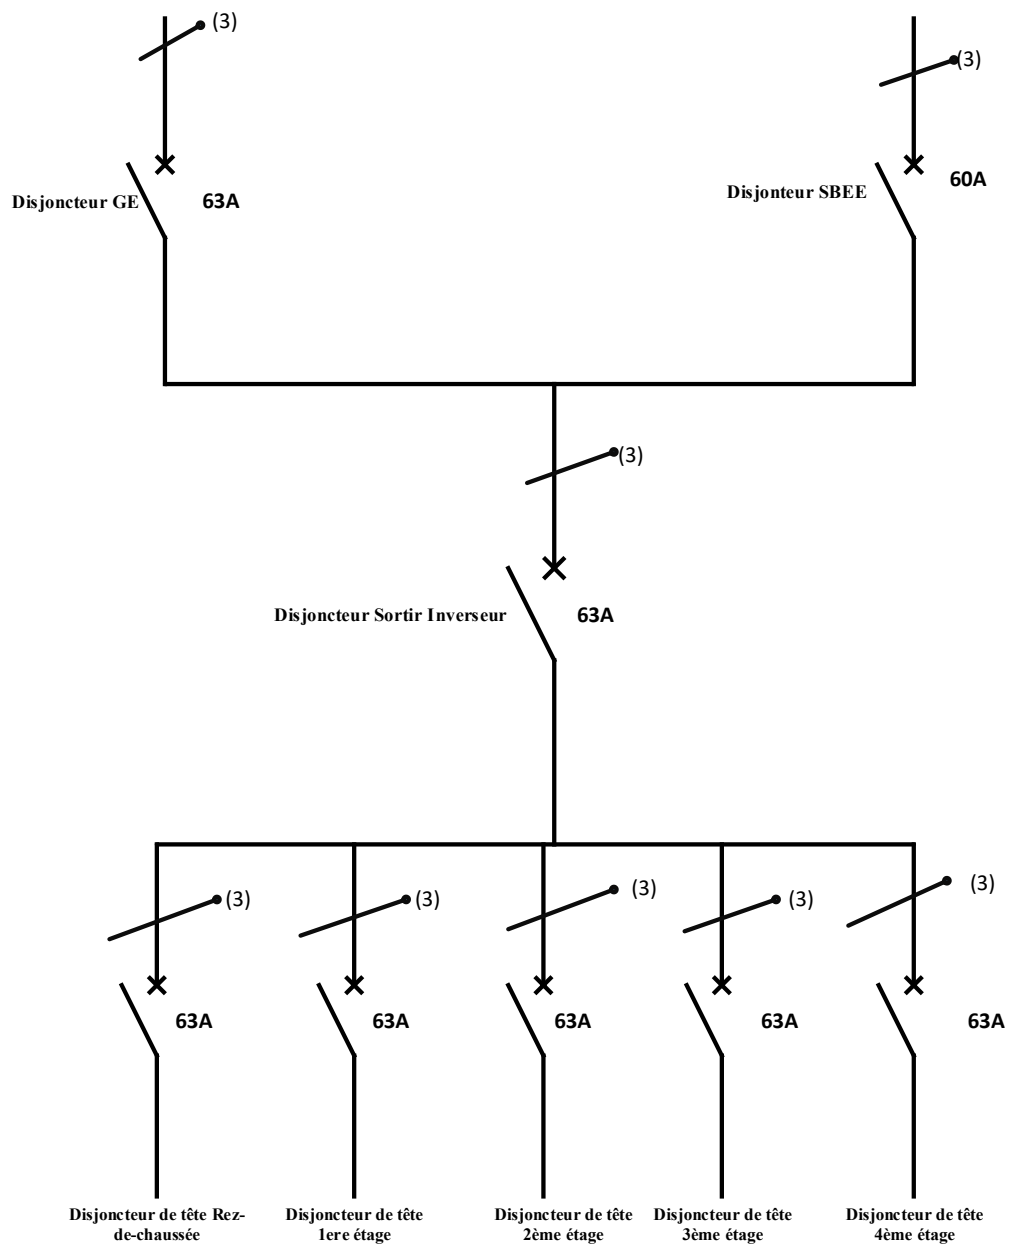 (3)
(3)
Disjoncteur GE
63A
Disjonteur SBEE
60A
(3)
Disjoncteur Sortir Inverseur
63A
(3)
(3)
(3)
(3)
(3)
63A
63A
63A
63A
63A
Disjoncteur de tête Rez-
de-chaussée
Disjoncteur de tête
1ere étage
Disjoncteur de tête
2ème étage
Disjoncteur de tête
3ème étage
Disjoncteur de tête
4ème étage